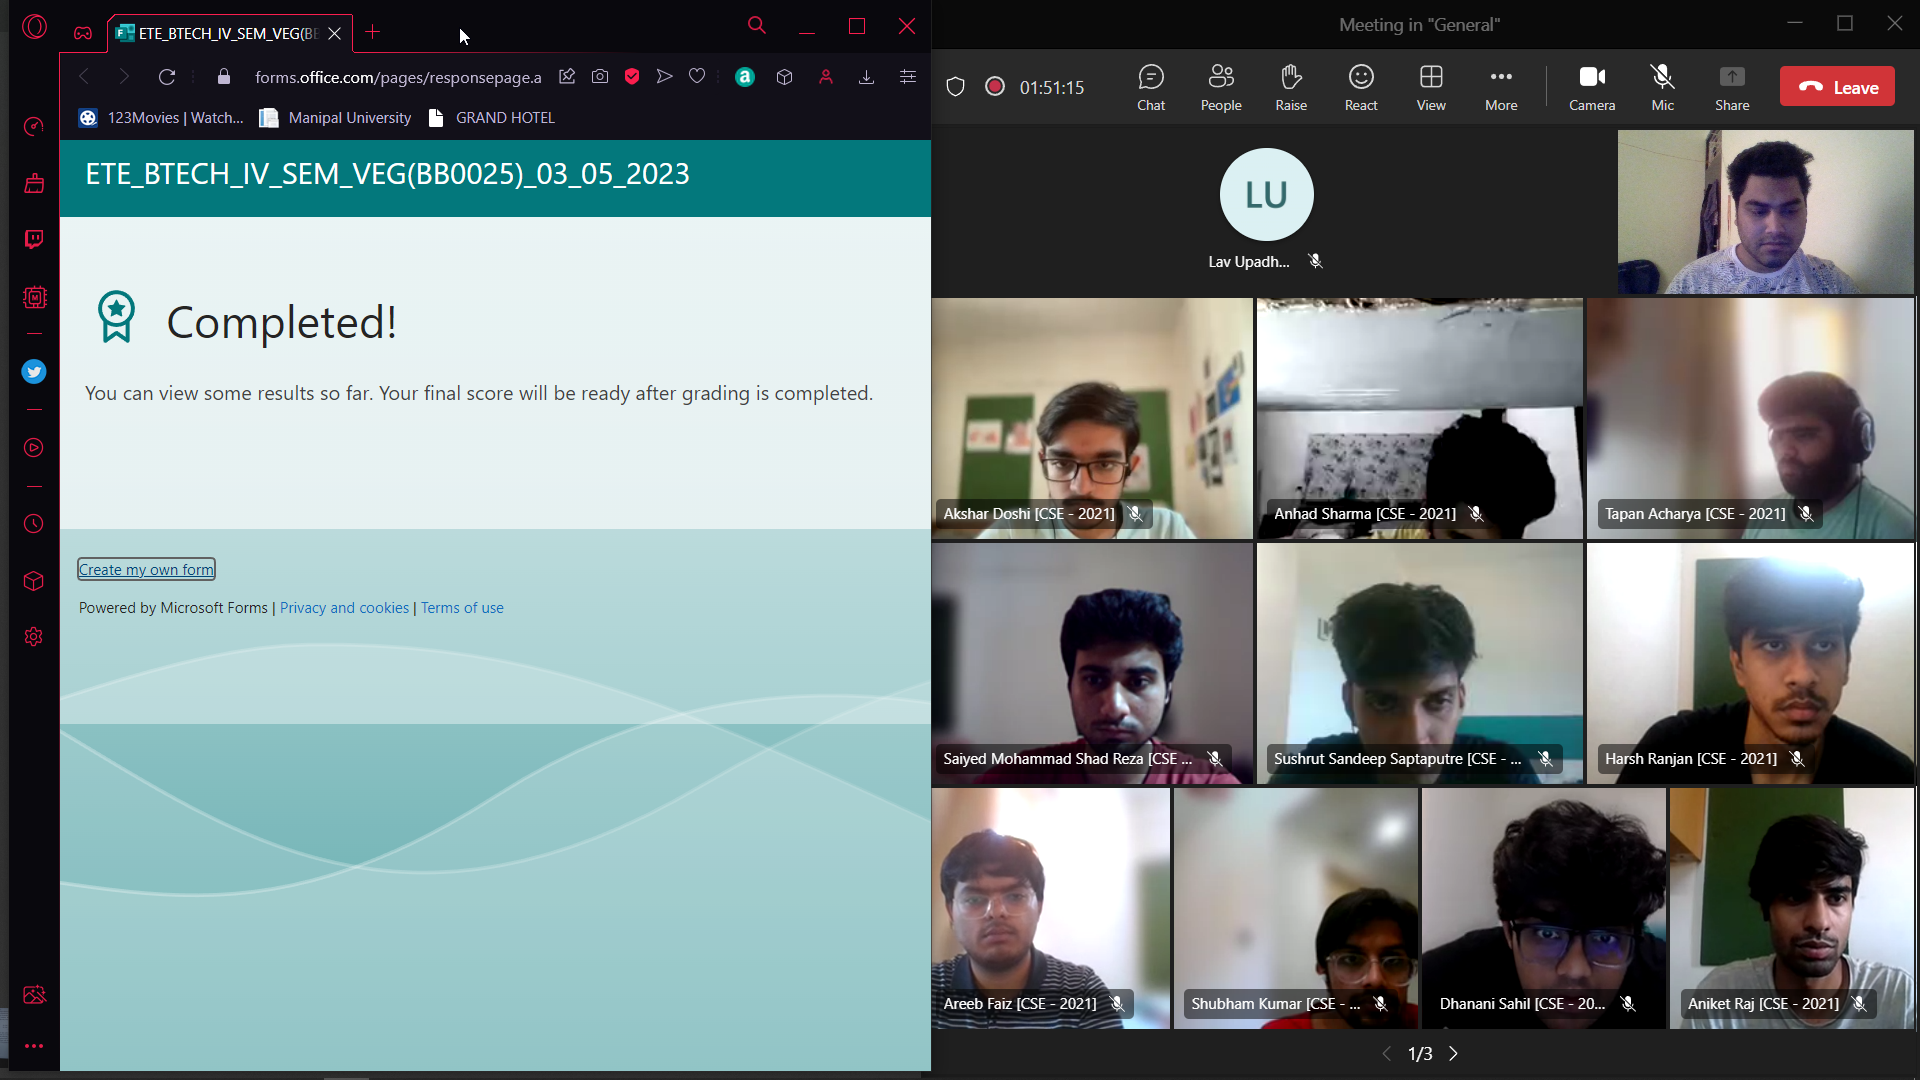 ETE_BTECH_IV_SEM_VEG(BE
forms.office.com/pages/responsepage.a
123Movies | Watch...
Manipal University
GRAND HOTEL
ETE_BTECH_IV_SEM_VEG(BB0025)_03_05_2023
Completed!
You can view some results so far. Your final score will be ready after grading is completed.
Create my own form
Powered by Microsoft Forms | Privacy and cookies | Terms of use
Meeting in "General"
01:51:15
Chat
People
Raise
React
View
More
Camera
Mic
Share
Leave
LU
Lav Upadh...
Akshar Doshi [CSE - 2021]
Anhad Sharma [CSE - 2021]
Tapan Acharya [CSE - 2021]
Saiyed Mohammad Shad Reza [CSE ...
Sushrut Sandeep Saptaputre [CSE - ...
Harsh Ranjan [CSE - 2021]
Areeb Faiz [CSE - 2021]
Shubham Kumar [CSE - ...
Dhanani Sahil [CSE - 20...
Aniket Raj [CSE - 2021]
1/3